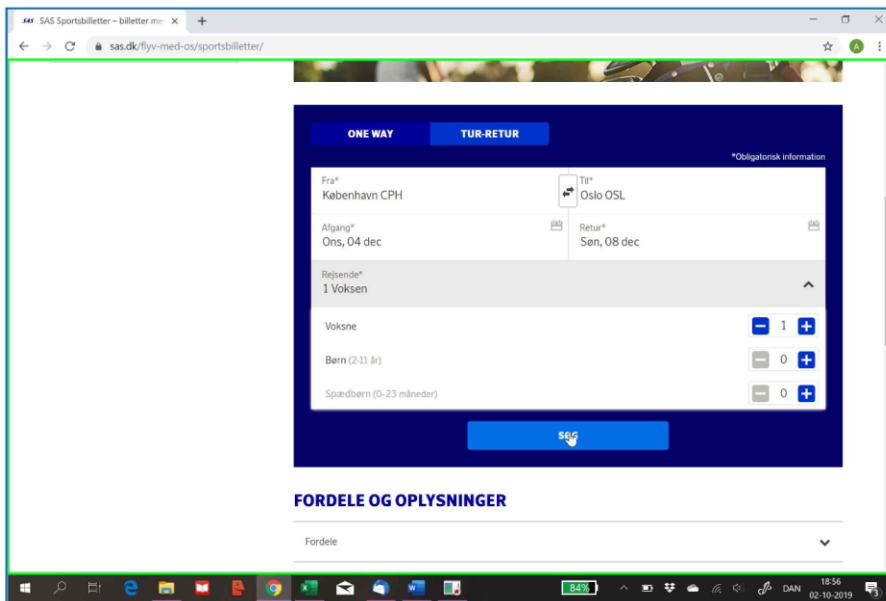 SAS SAS Sportsbilletter – billetter me
sas.dk/flyv-med-os/sportsbilletter/
A
ONE WAY TUR-RETUR
*Obligatorisk information
Fra* Til*
København CPH Oslo OSL
Afgang* Retur*
Ons, 04 dec Søn, 08 dec
Rejsende*
1 Voksen
Voksne 1
Børn (2-11 år) 0
Spædbørn (0-23 måneder) 0
SØG
FORDELE OG OPLYSNINGER
Fordele
84% DAN 18:56
02-10-2019
3